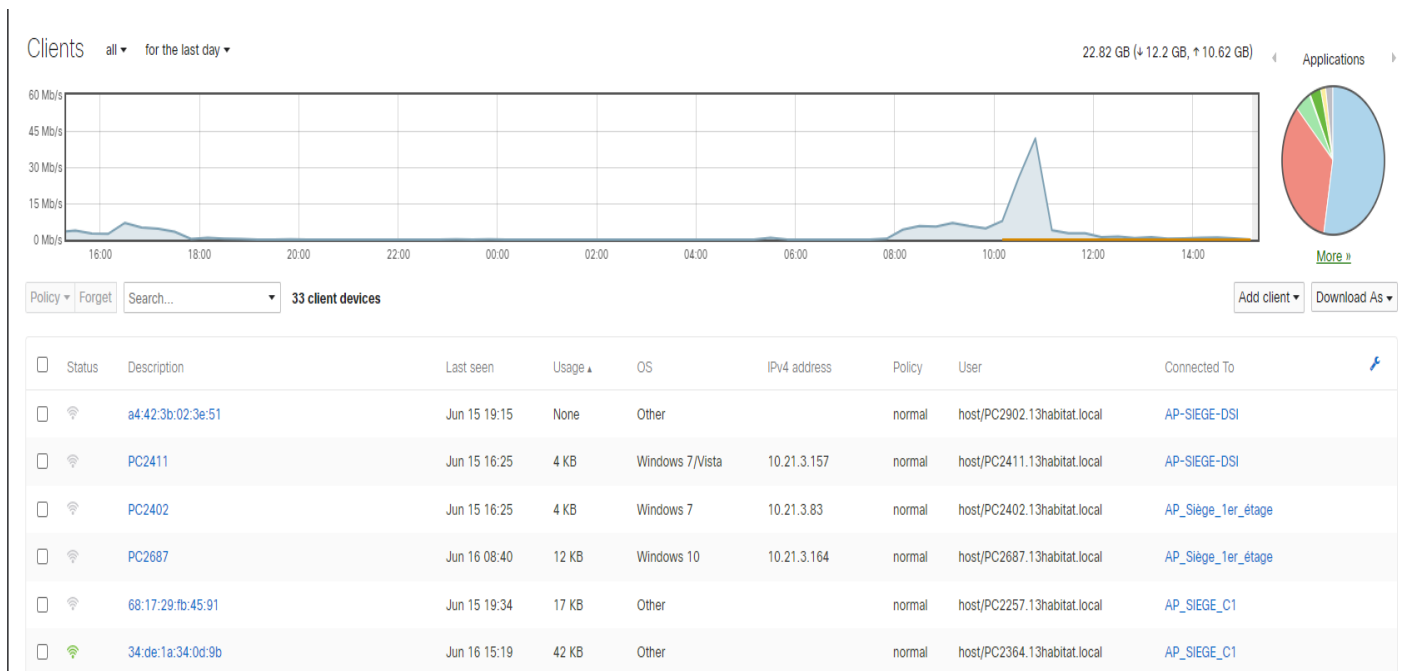 Clients all for the last day 22.82 GB (↓ 12.2 GB, ↑ 10.62 GB) Applications
60 Mb/s
45 Mb/s
30 Mb/s
15 Mb/s
0 Mb/s
16:00 18:00 20:00 22:00 00:00 02:00 04:00 06:00 08:00 10:00 12:00 14:00
More »
Policy Forget Search... 33 client devices Add client Download As
Status Description Last seen Usage OS IPv4 address Policy User Connected To
a4:42:3b:02:3e:51 Jun 15 19:15 None Other normal host/PC2902.13habitat.local AP-SIEGE-DSI
PC2411 Jun 15 16:25 4 KB Windows 7/Vista 10.21.3.157 normal host/PC2411.13habitat.local AP-SIEGE-DSI
PC2402 Jun 15 16:25 4 KB Windows 7 10.21.3.83 normal host/PC2402.13habitat.local AP_Siège_1er_étage
PC2687 Jun 16 08:40 12 KB Windows 10 10.21.3.164 normal host/PC2687.13habitat.local AP_Siège_1er_étage
68:17:29:fb:45:91 Jun 15 19:34 17 KB Other normal host/PC2257.13habitat.local AP_SIEGE_C1
34:de:1a:34:0d:9b Jun 16 15:19 42 KB Other normal host/PC2364.13habitat.local AP_SIEGE_C1